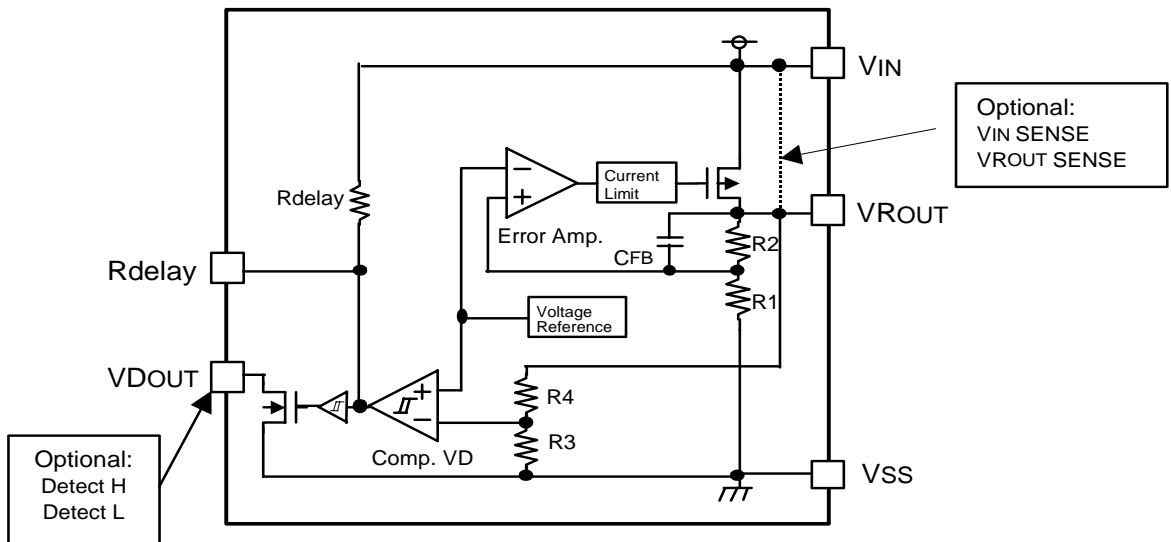 VIN
Optional:
VIN SENSE
VROUT SENSE
Rdelay
−
+
Current
Limit
Error Amp.
CFB
R2
VROUT
Rdelay
R1
Voltage
Reference
VDOUT
+
−
R4
R3
Comp. VD
VSS
Optional:
Detect H
Detect L